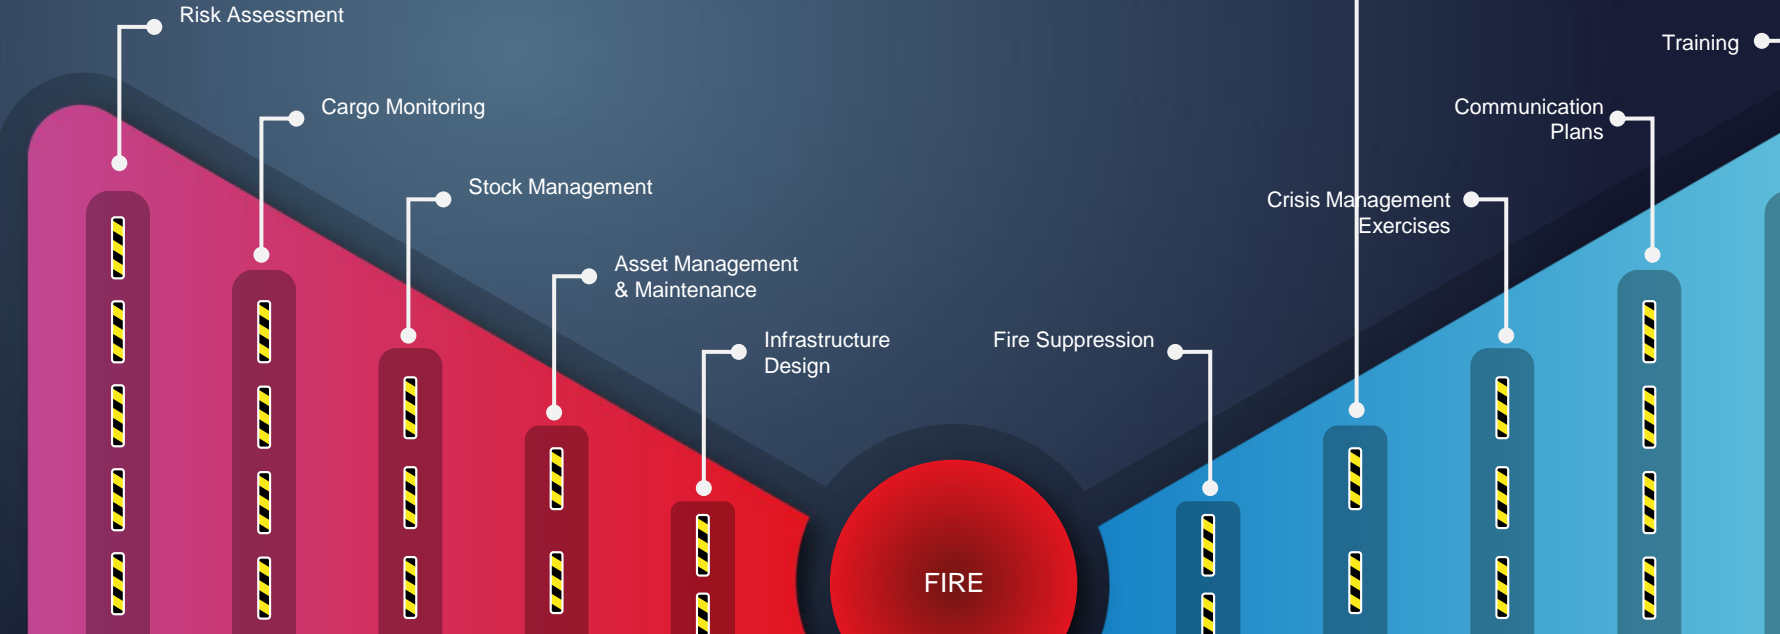 Risk Assessment
Training
Cargo Monitoring
Communication
Plans
Stock Management
Crisis Management
Exercises
Asset Management
& Maintenance
Infrastructure
Design
Fire Suppression
FIRE